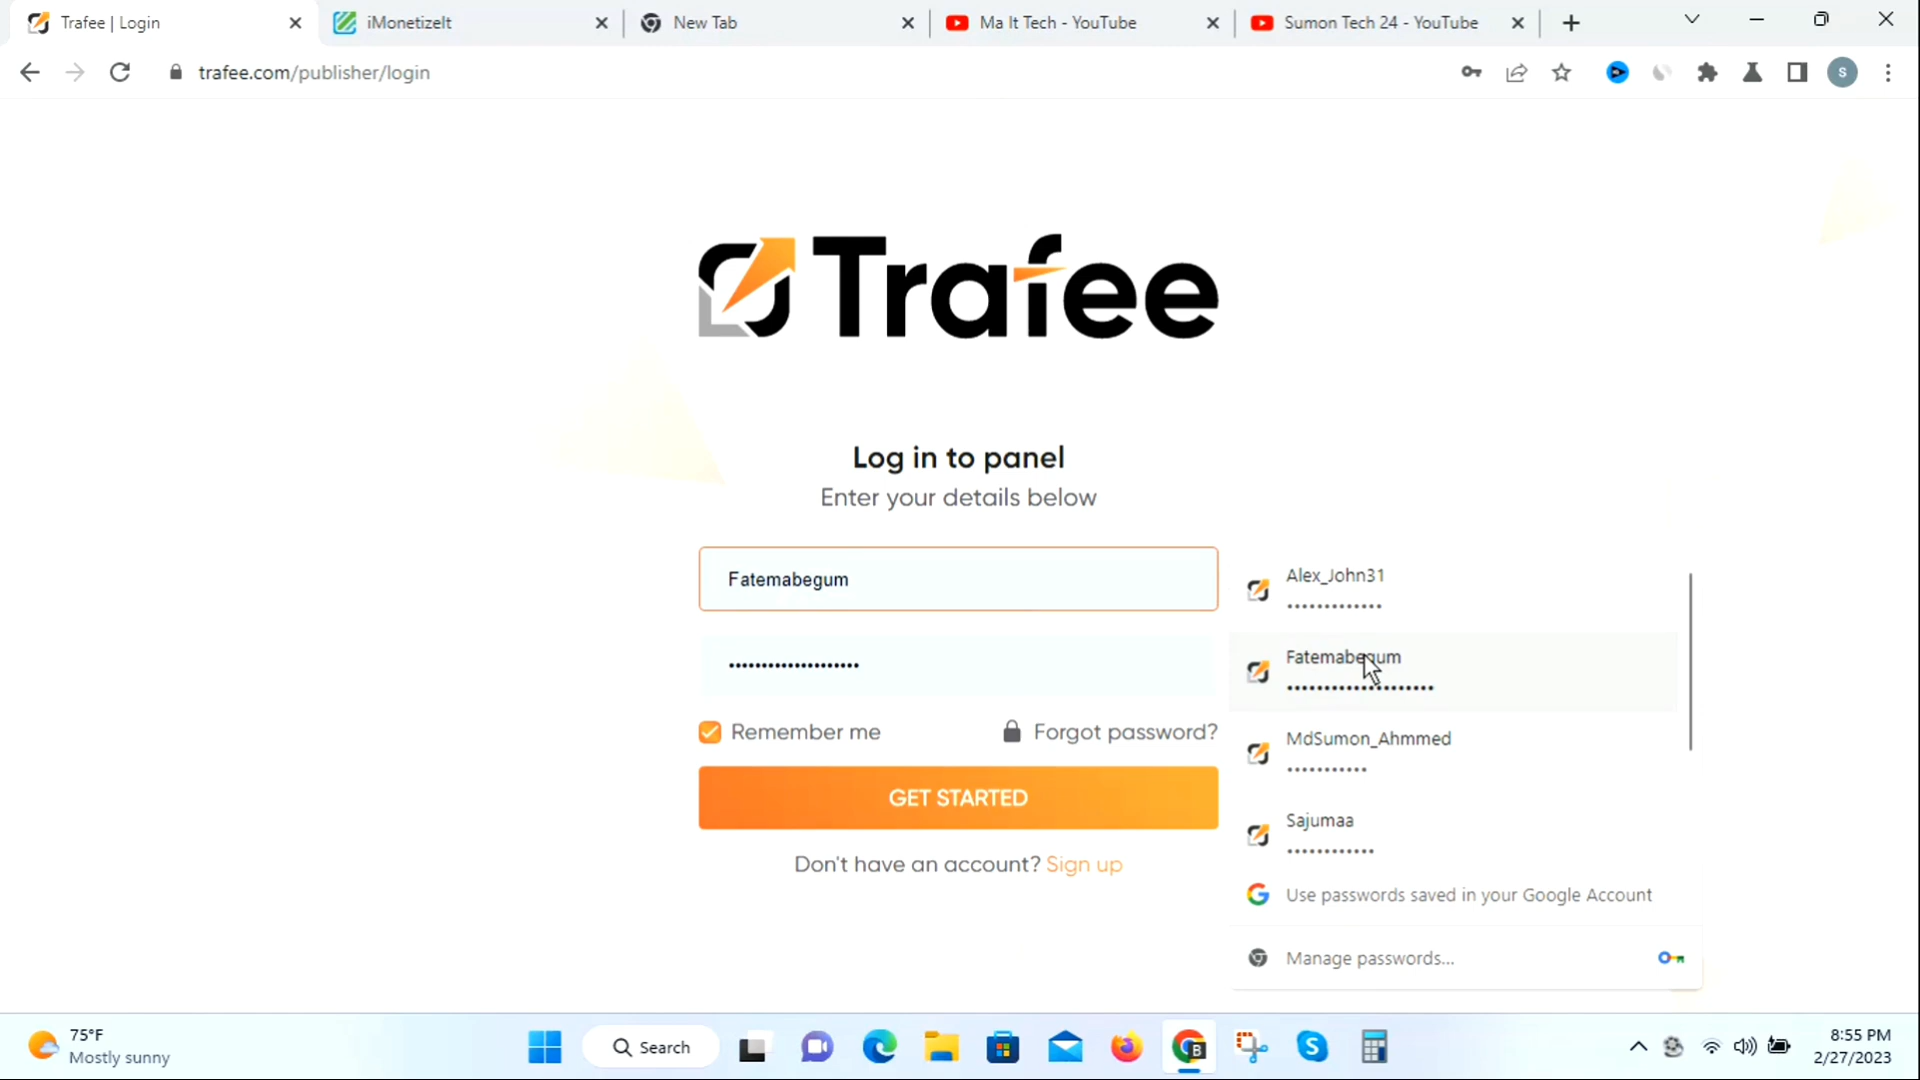 Trafee | Login
iMonetizeIt
New Tab
Ma It Tech - YouTube
Sumon Tech 24 - YouTube
trafee.com/publisher/login
S
Trafee
Log in to panel
Enter your details below
Fatemabegum
••••••••••••••••••••
Remember me
Forgot password?
GET STARTED
Don't have an account? Sign up
Alex_John31
•••••••••••••
Fatemabegum
••••••••••••••••••••
MdSumon_Ahmmed
•••••••••••
Sajumaa
••••••••••••
Use passwords saved in your Google Account
Manage passwords...
75°F
Mostly sunny
Search
B
8:55 PM
2/27/2023